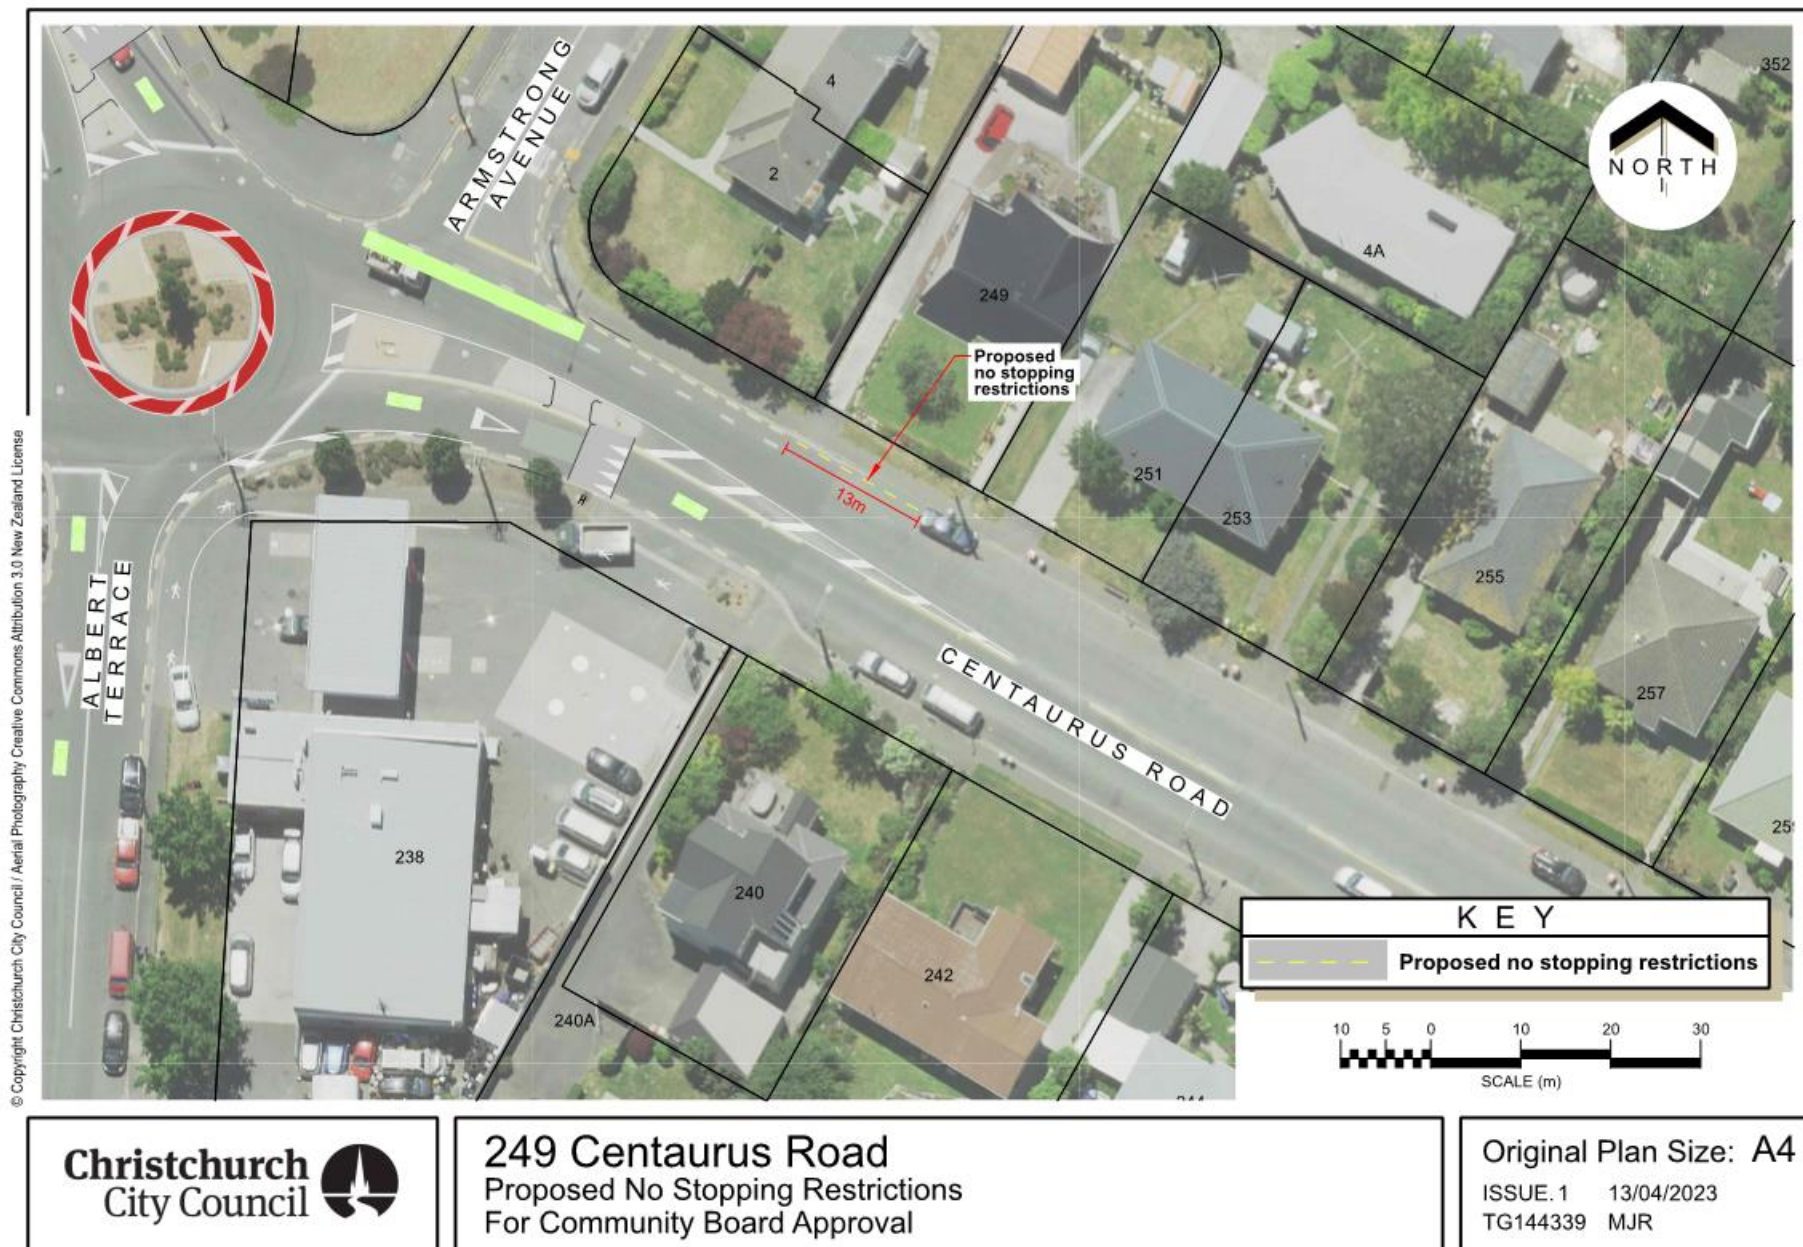 ARMSTRONG
AVENUE
4
2
352
NORTH
4A
249
Proposed
no stopping
restrictions
13m
251
253
255
257
ALBERT
TERRACE
CENTAURUS ROAD
238
240
242
240A
KEY
Proposed no stopping restrictions
10 5 0 10 20 30
SCALE (m)
© Copyright Christchurch City Council / Aerial Photography Creative Commons Attribution 3.0 New Zealand License
Christchurch
City Council
249 Centaurus Road
Proposed No Stopping Restrictions
For Community Board Approval
Original Plan Size: A4
ISSUE.1 13/04/2023
TG144339 MJR